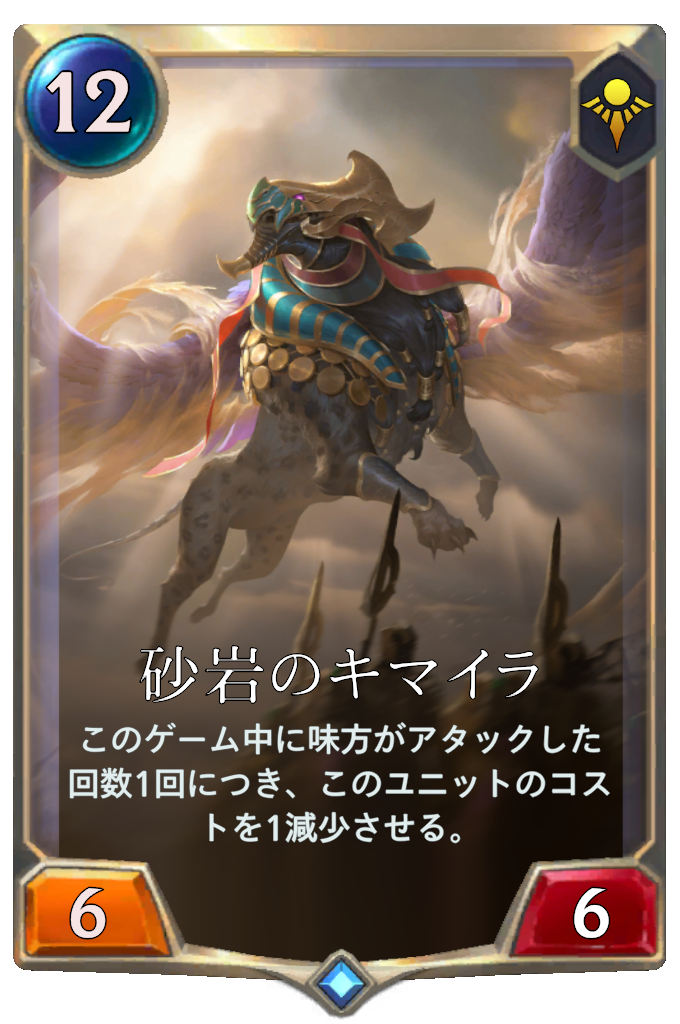 12
砂岩のキマイラ
このゲーム中に味方がアタックした
回数1回につき、このユニットのコス
トを1減少させる。
6
6